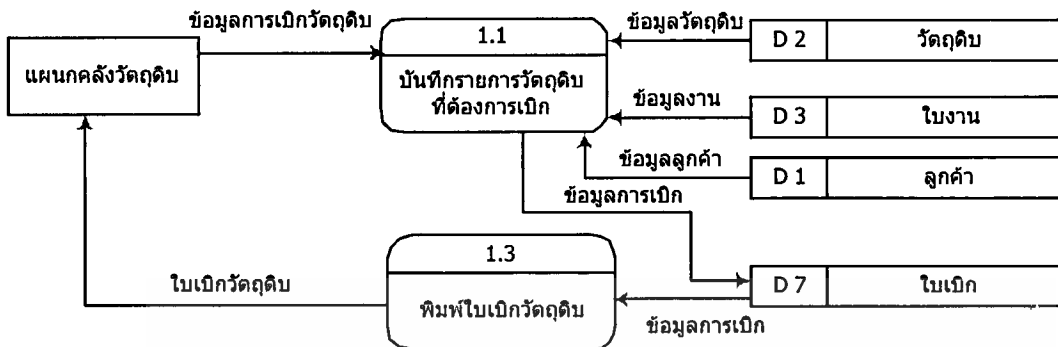 ข้อมูลการเบิกวัตถุดิบ
แผนกคลังวัตถุดิบ
1.1
บันทึกรายการวัตถุดิบ
ที่ต้องการเบิก
ข้อมูลวัตถุดิบ
D 2
วัตถุดิบ
ข้อมูลงาน
D 3
ใบงาน
ข้อมูลลูกค้า
D 1
ลูกค้า
ข้อมูลการเบิก
1.3
พิมพ์ใบเบิกวัตถุดิบ
ใบเบิกวัตถุดิบ
D 7
ใบเบิก
ข้อมูลการเบิก